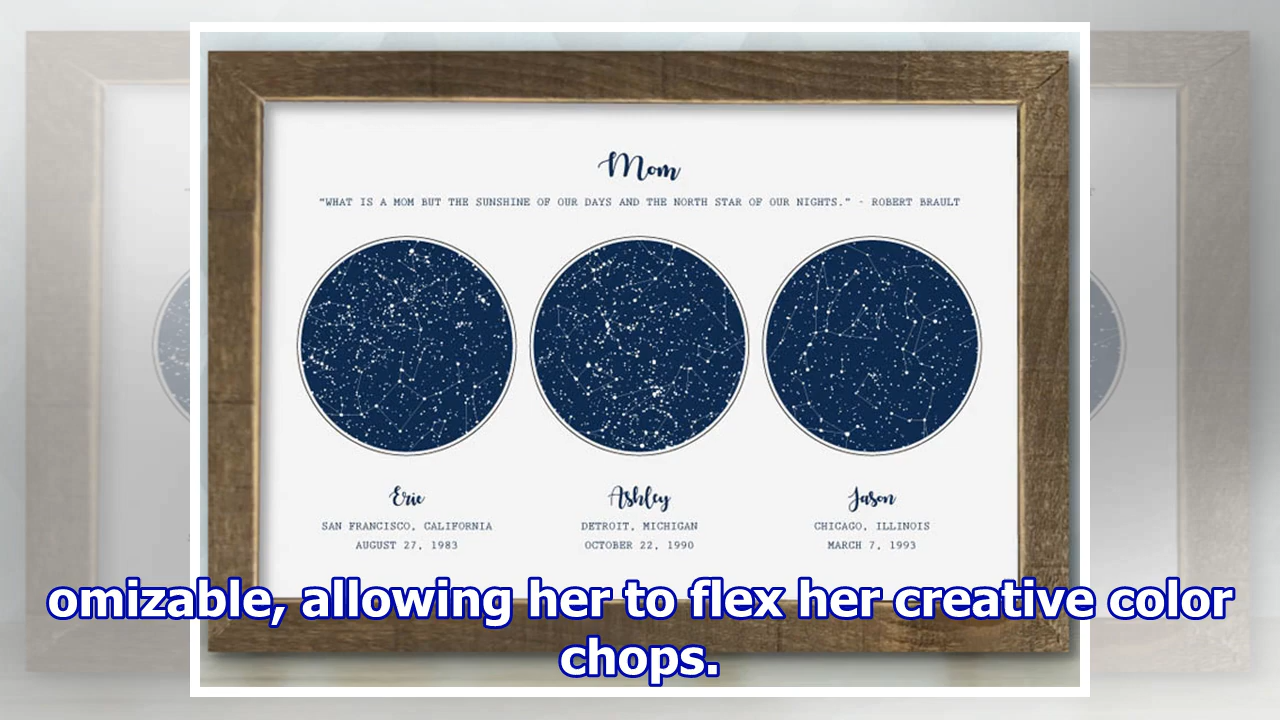 Mom
"WHAT IS A MOM BUT THE SUNSHINE OF OUR DAYS AND THE NORTH STAR OF OUR NIGHTS." - ROBERT BRAULT
Eric Ashley Jason
SAN FRANCISCO, CALIFORNIA DETROIT, MICHIGAN CHICAGO, ILLINOIS
AUGUST 27, 1983 OCTOBER 22, 1990 MARCH 7, 1993
omizable, allowing her to flex her creative color
chops.